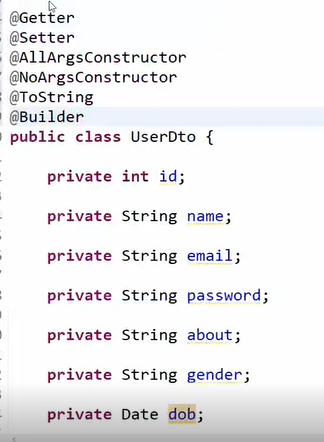 @Getter
@Setter
@AllArgsConstructor
@NoArgsConstructor
@ToString
@Builder
public class UserDto {
private int id;
private String name;
private String email;
private String password;
private String about;
private String gender;
private Date dob;